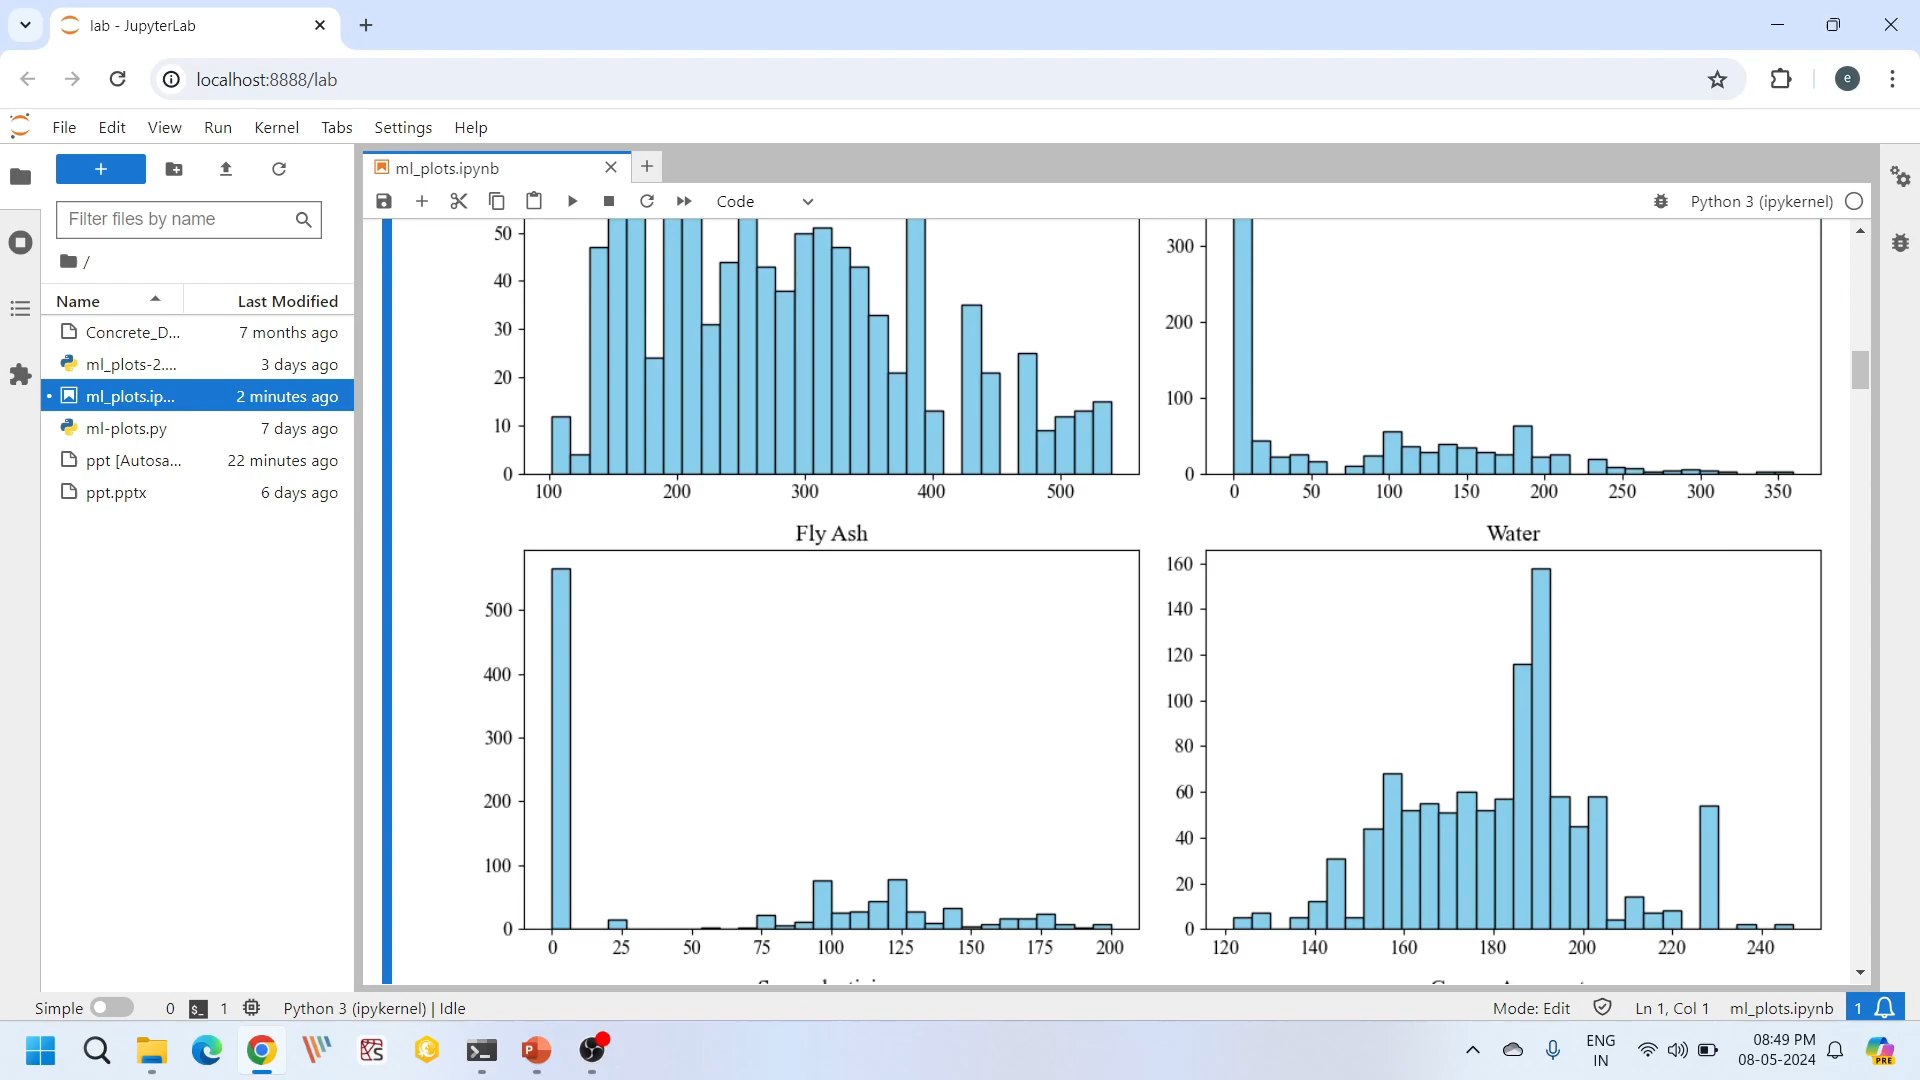 lab - JupyterLab
localhost:8888/lab
e
File Edit View Run Kernel Tabs Settings Help
ml_plots.ipynb
Filter files by name
Code
Python 3 (ipykernel)
/
Name Last Modified
Concrete_D... 7 months ago
ml_plots-2.... 3 days ago
ml_plots.ip... 2 minutes ago
ml-plots.py 7 days ago
ppt [Autosa... 22 minutes ago
ppt.pptx 6 days ago
50
40
30
20
10
0
100 200 300 400 500
300
200
100
0
0 50 100 150 200 250 300 350
Fly Ash
500
400
300
200
100
0
0 25 50 75 100 125 150 175 200
Water
160
140
120
100
80
60
40
20
0
120 140 160 180 200 220 240
Simple 0 1 Python 3 (ipykernel) | Idle
Mode: Edit Ln 1, Col 1 ml_plots.ipynb 1
ENG
IN
08:49 PM
08-05-2024
PRE